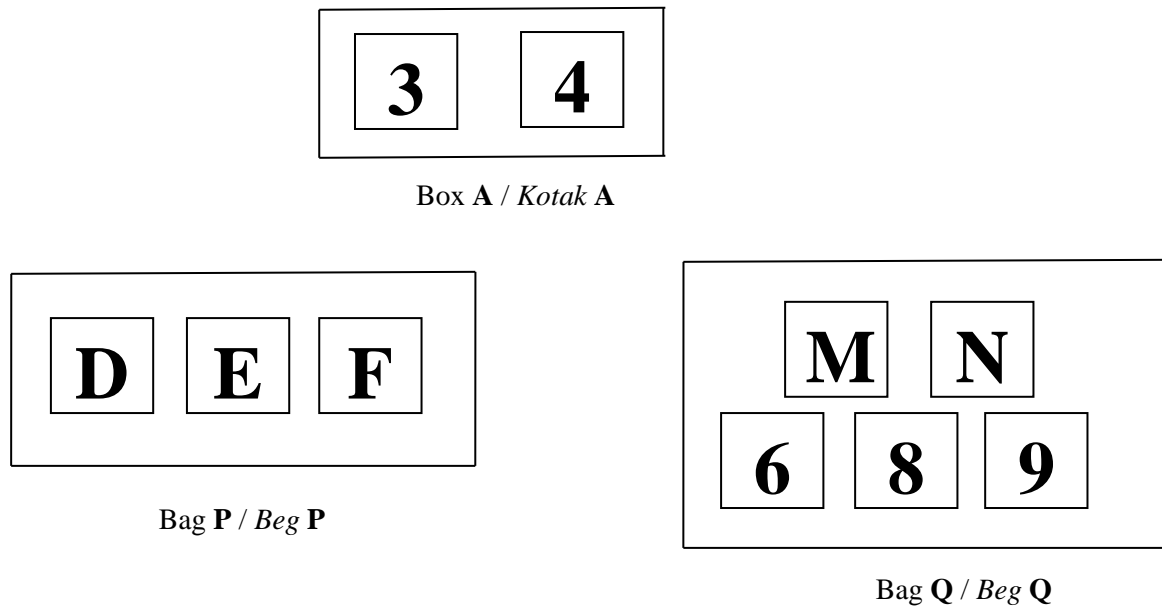 3 4
Box A / Kotak A
D E F
Bag P / Beg P
M N
6 8 9
Bag Q / Beg Q